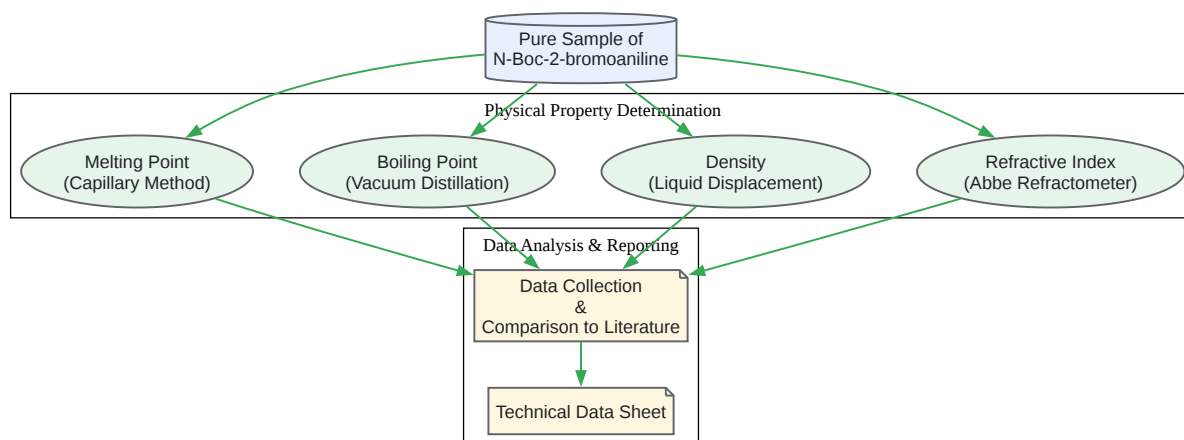 Pure Sample of
N-Boc-2-bromoaniline
Physical Property Determination
Melting Point
(Capillary Method)
Boiling Point
(Vacuum Distillation)
Density
(Liquid Displacement)
Refractive Index
(Abbe Refractometer)
Data Analysis & Reporting
Data Collection
&
Comparison to Literature
Technical Data Sheet